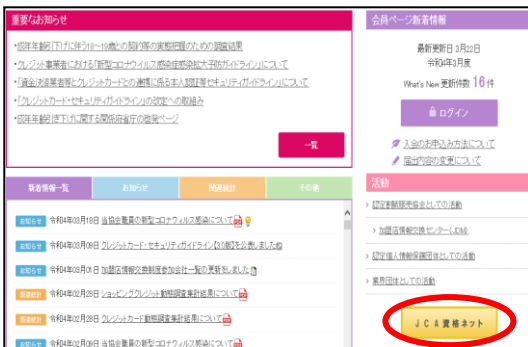 重要なお知らせ
・成年年齢引下げに伴う18~19歳との契約等の実態把握のための調査結果
・クレジット事業者における「新型コロナウイルス感染症感染拡大予防ガイドライン」について
・「資金決済業者等とクレジットカードとの連携に係る本人認証等セキュリティガイドライン」について
・「クレジットカード・セキュリティガイドライン」の改定への取組み
・成年年齢引き下げに関する関係府省庁の啓発ページ
一覧
新着情報一覧
お知らせ
関連統計
その他
お知らせ 令和4年03月10日 当協会職員の新型コロナウィルス感染について
お知らせ 令和4年03月08日 クレジットカード・セキュリティガイドライン【3.0版】を公表しました
お知らせ 令和4年03月01日 加盟店情報交換制度参加会社一覧の更新をしました
関連統計 令和4年02月28日 ショッピングクレジット動態調査集計結果について
関連統計 令和4年02月28日 クレジットカード動態調査集計結果について
お知らせ 令和4年02月08日 当協会職員の新型コロナウィルス感染について
会員ページ新着情報
最新更新日 3月22日
令和4年3月度
What's New 更新件数 16 件
ログイン
入会のお申込み方法について
届出内容の変更について
活動
認定割賦販売協会としての活動
加盟店情報交換センター(JDM)
認定個人情報保護団体としての活動
業界団体としての活動
JCA資格ネット